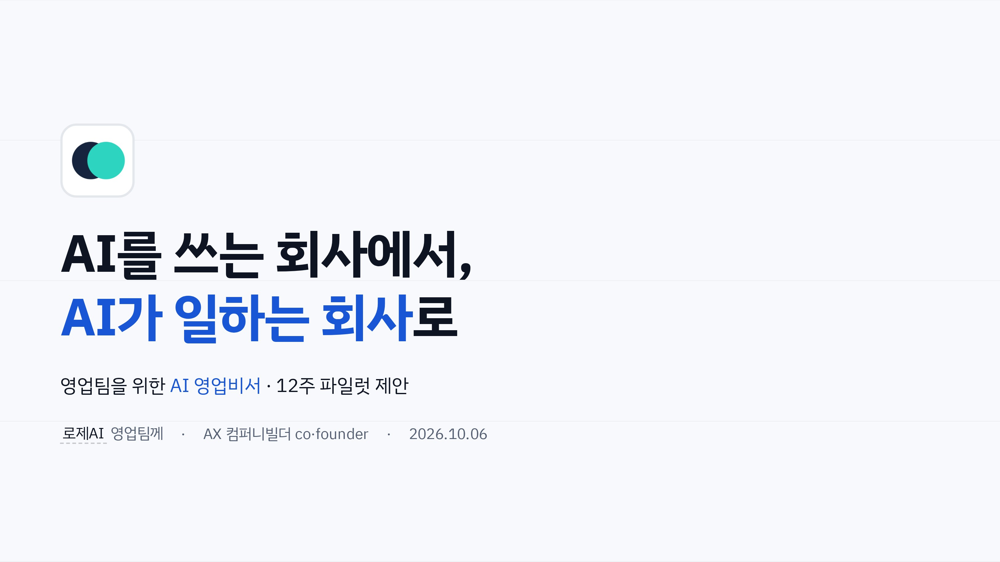 AI를 쓰는 회사에서,
AI가 일하는 회사로
영업팀을 위한 AI 영업비서 · 12주 파일럿 제안
로제AI 영업팀께 · AX 컴퍼니빌더 co·founder · 2026.10.06